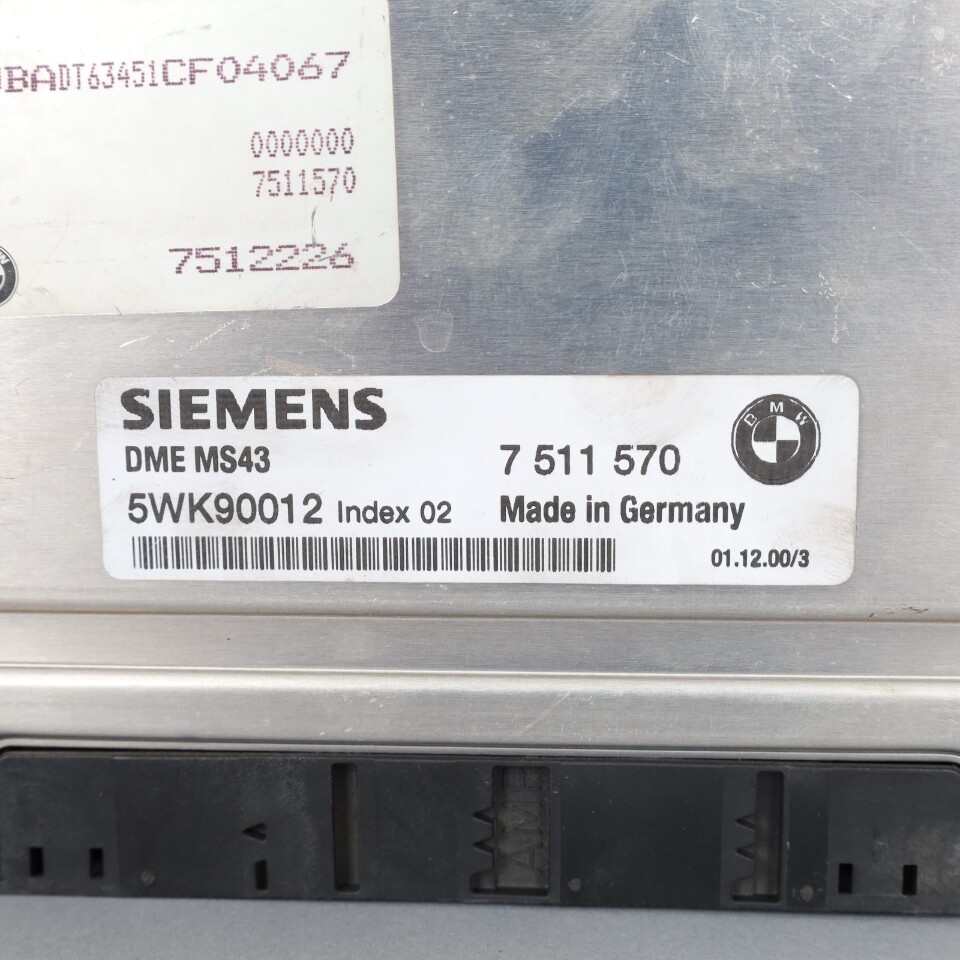 BADT63451CF04067
0000000
7511570
7512226
SIEMENS
DME MS43
7 511 570
BMW
5WK90012 Index 02
Made in Germany
01.12.00/3